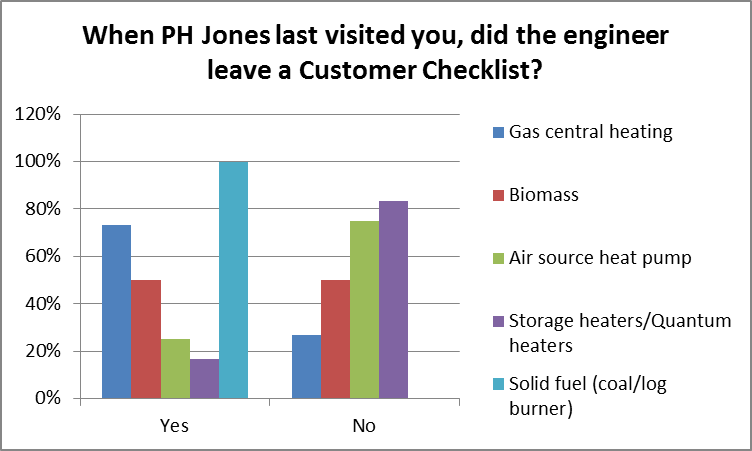 When PH Jones last visited you, did the engineer
leave a Customer Checklist?
120%
100%
80%
60%
40%
20%
0%
Yes
No
Gas central heating
Biomass
Air source heat pump
Storage heaters/Quantum
heaters
Solid fuel (coal/log
burner)